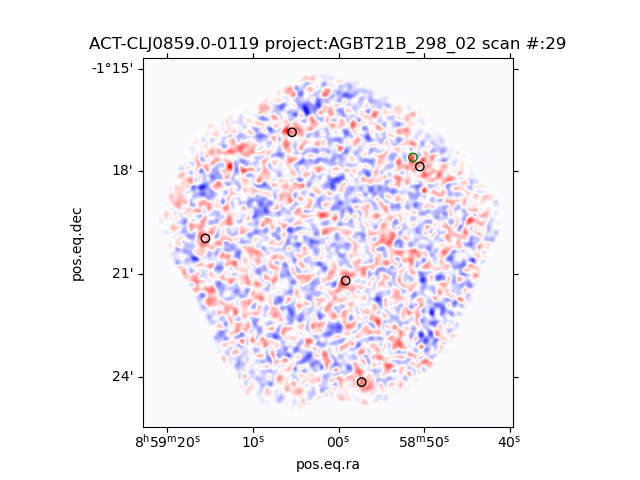 ACT-CLJ0859.0-0119 project:AGBT21B_298_02 scan #:29
-1°15'
18'
21'
24'
pos.eq.dec
8ʰ59ᵐ20ˢ 10ˢ 00ˢ 58ᵐ50ˢ 40ˢ
pos.eq.ra